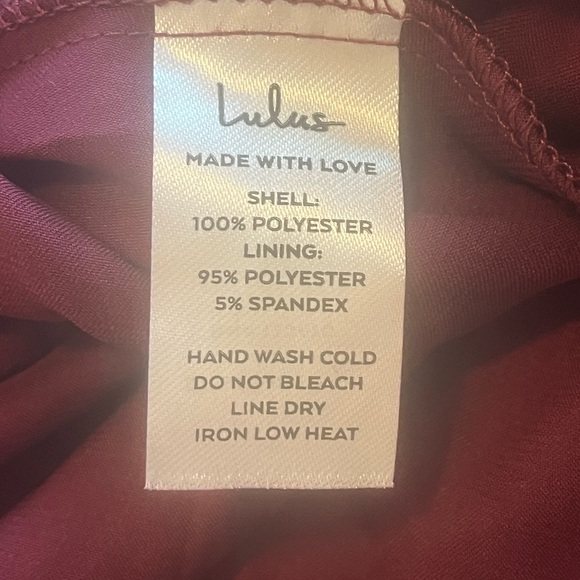 Lulus
MADE WITH LOVE
SHELL:
100% POLYESTER
LINING:
95% POLYESTER
5% SPANDEX
HAND WASH COLD
DO NOT BLEACH
LINE DRY
IRON LOW HEAT